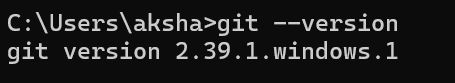 C:\Users\aksha>git --version
git version 2.39.1.windows.1